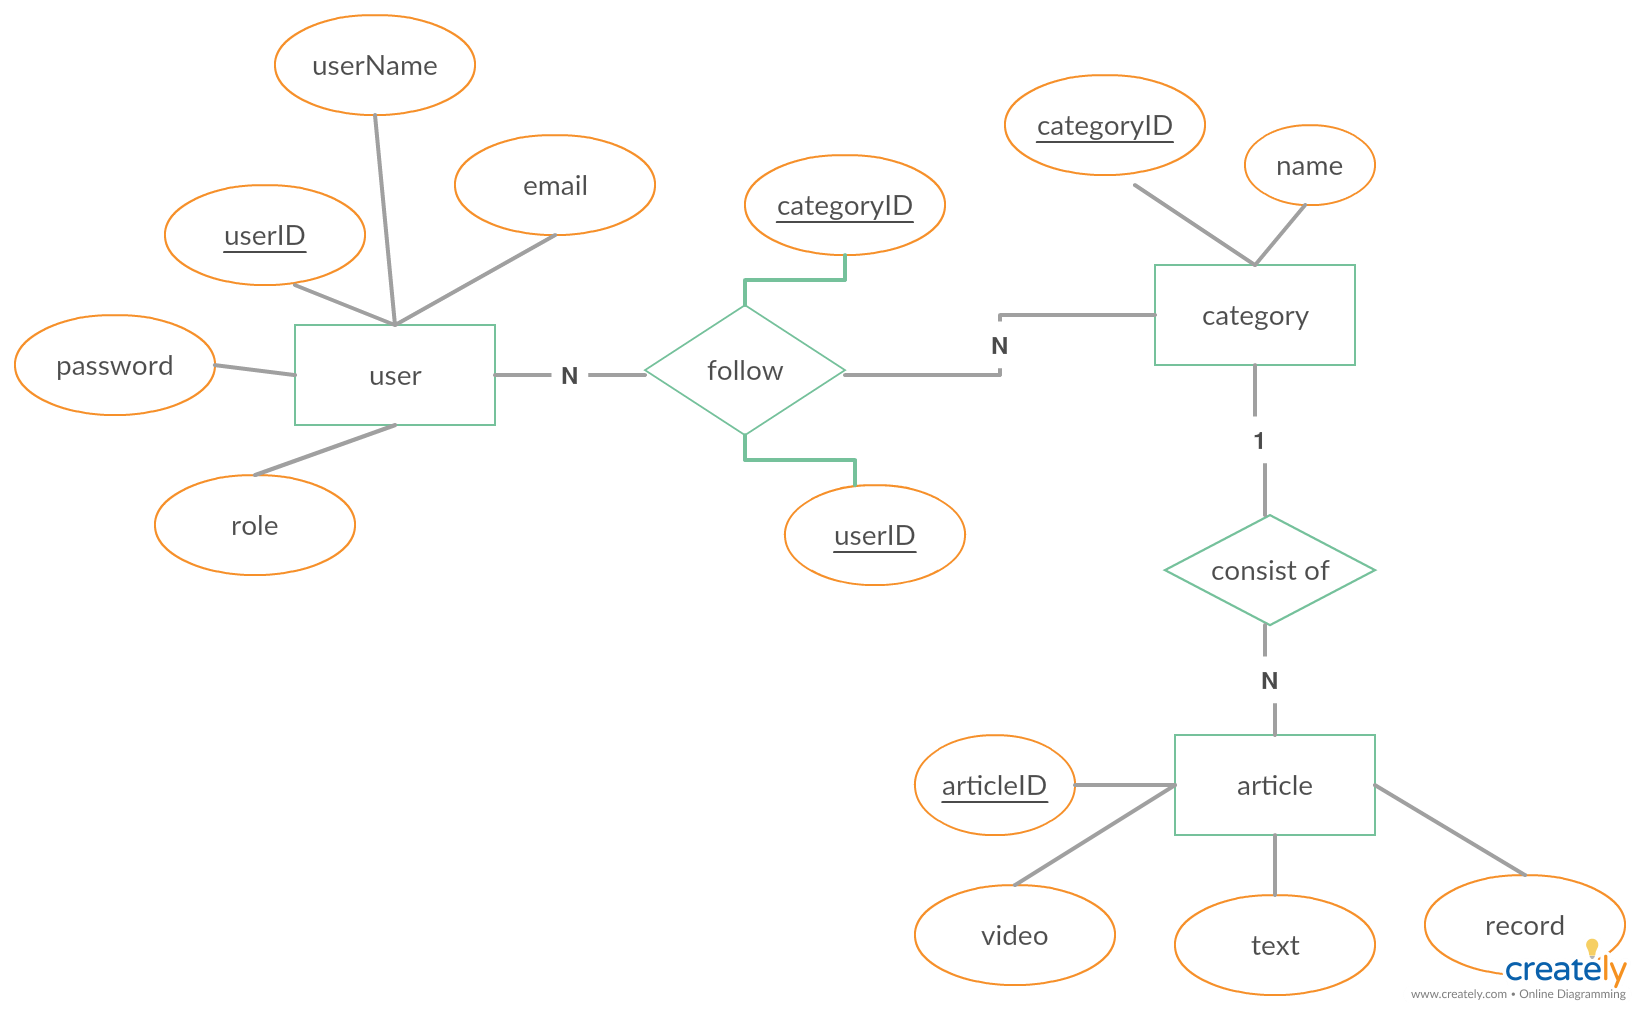 userName
categoryID
name
email
categoryID
userID
category
N
password
user
N
follow
1
role
userID
consist of
N
articleID
article
video
text
record
creately
www.creately.com • Online Diagramming